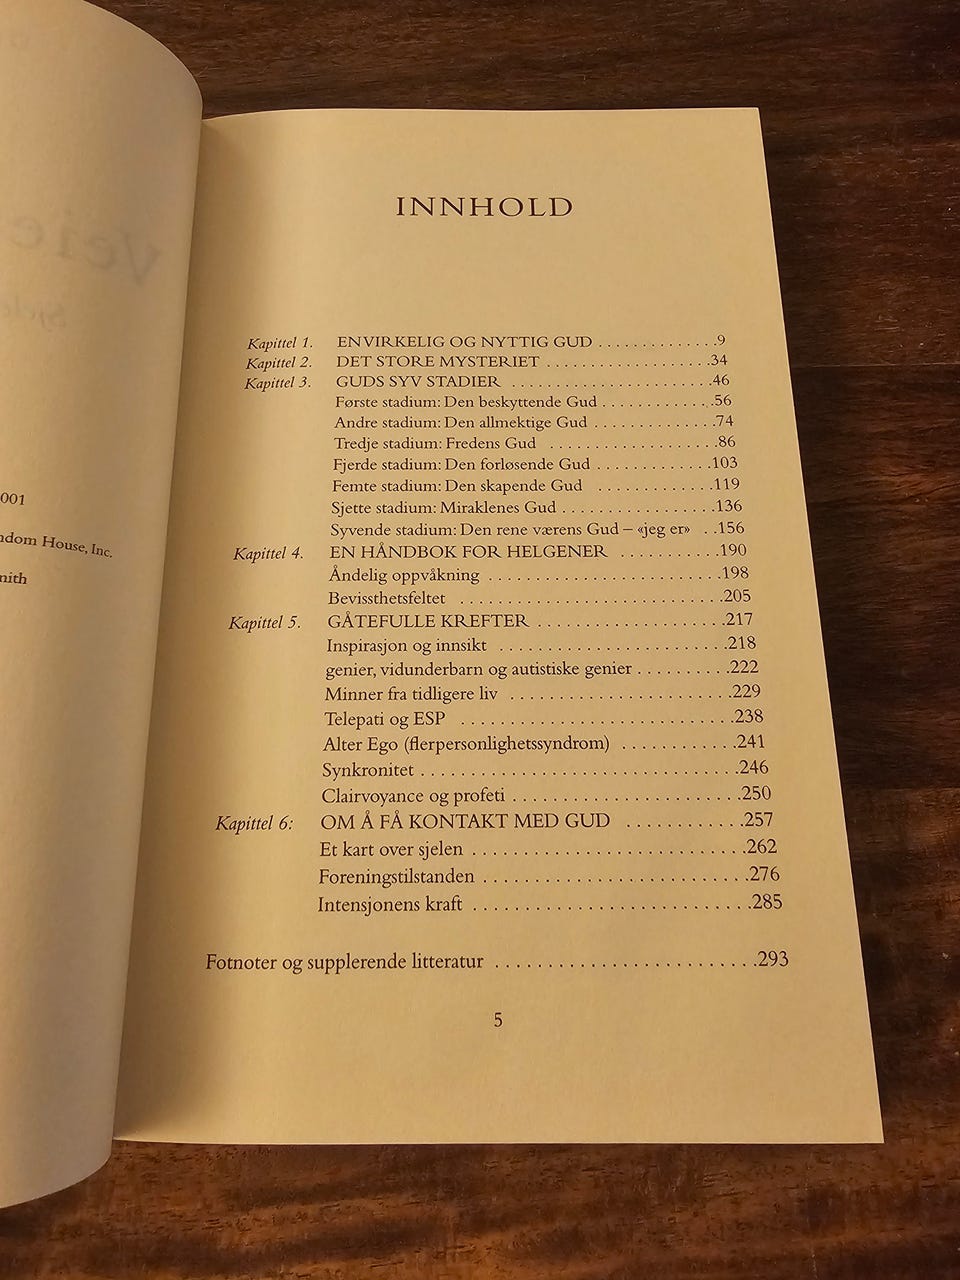 001
ndom House, Inc.
nith
INNHOLD
Kapittel 1. EN VIRKELIG OG NYTTIG GUD . . . . . . . . . . . . . .9
Kapittel 2. DET STORE MYSTERIET . . . . . . . . . . . . . . . . . . .34
Kapittel 3. GUDS SYV STADIER . . . . . . . . . . . . . . . . . . . . . . .46
Første stadium: Den beskyttende Gud . . . . . . . . . . . . .56
Andre stadium: Den allmektige Gud . . . . . . . . . . . . . .74
Tredje stadium: Fredens Gud . . . . . . . . . . . . . . . . . . . .86
Fjerde stadium: Den forløsende Gud . . . . . . . . . . . . .103
Femte stadium: Den skapende Gud . . . . . . . . . . . . .119
Sjette stadium: Miraklenes Gud . . . . . . . . . . . . . . . . .136
Syvende stadium: Den rene værens Gud – «jeg er» . .156
Kapittel 4. EN HÅNDBOK FOR HELGENER . . . . . . . . . . .190
Åndelig oppvåkning . . . . . . . . . . . . . . . . . . . . . . . . . .198
Bevissthetsfeltet . . . . . . . . . . . . . . . . . . . . . . . . . . . . .205
Kapittel 5. GÅTEFULLE KREFTER . . . . . . . . . . . . . . . . . . . . .217
Inspirasjon og innsikt . . . . . . . . . . . . . . . . . . . . . . . . .218
genier, vidunderbarn og autistiske genier . . . . . . . . . . .222
Minner fra tidligere liv . . . . . . . . . . . . . . . . . . . . . . . .229
Telepati og ESP . . . . . . . . . . . . . . . . . . . . . . . . . . . . .238
Alter Ego (flerpersonlighetssyndrom) . . . . . . . . . . . .241
Synkronitet . . . . . . . . . . . . . . . . . . . . . . . . . . . . . . . . .246
Clairvoyance og profeti . . . . . . . . . . . . . . . . . . . . . . .250
Kapittel 6: OM Å FÅ KONTAKT MED GUD . . . . . . . . . . . .257
Et kart over sjelen . . . . . . . . . . . . . . . . . . . . . . . . . . .262
Foreningstilstanden . . . . . . . . . . . . . . . . . . . . . . . . . .276
Intensjonens kraft . . . . . . . . . . . . . . . . . . . . . . . . . . .285
Fotnoter og supplerende litteratur . . . . . . . . . . . . . . . . . . . . . . . . .293
5